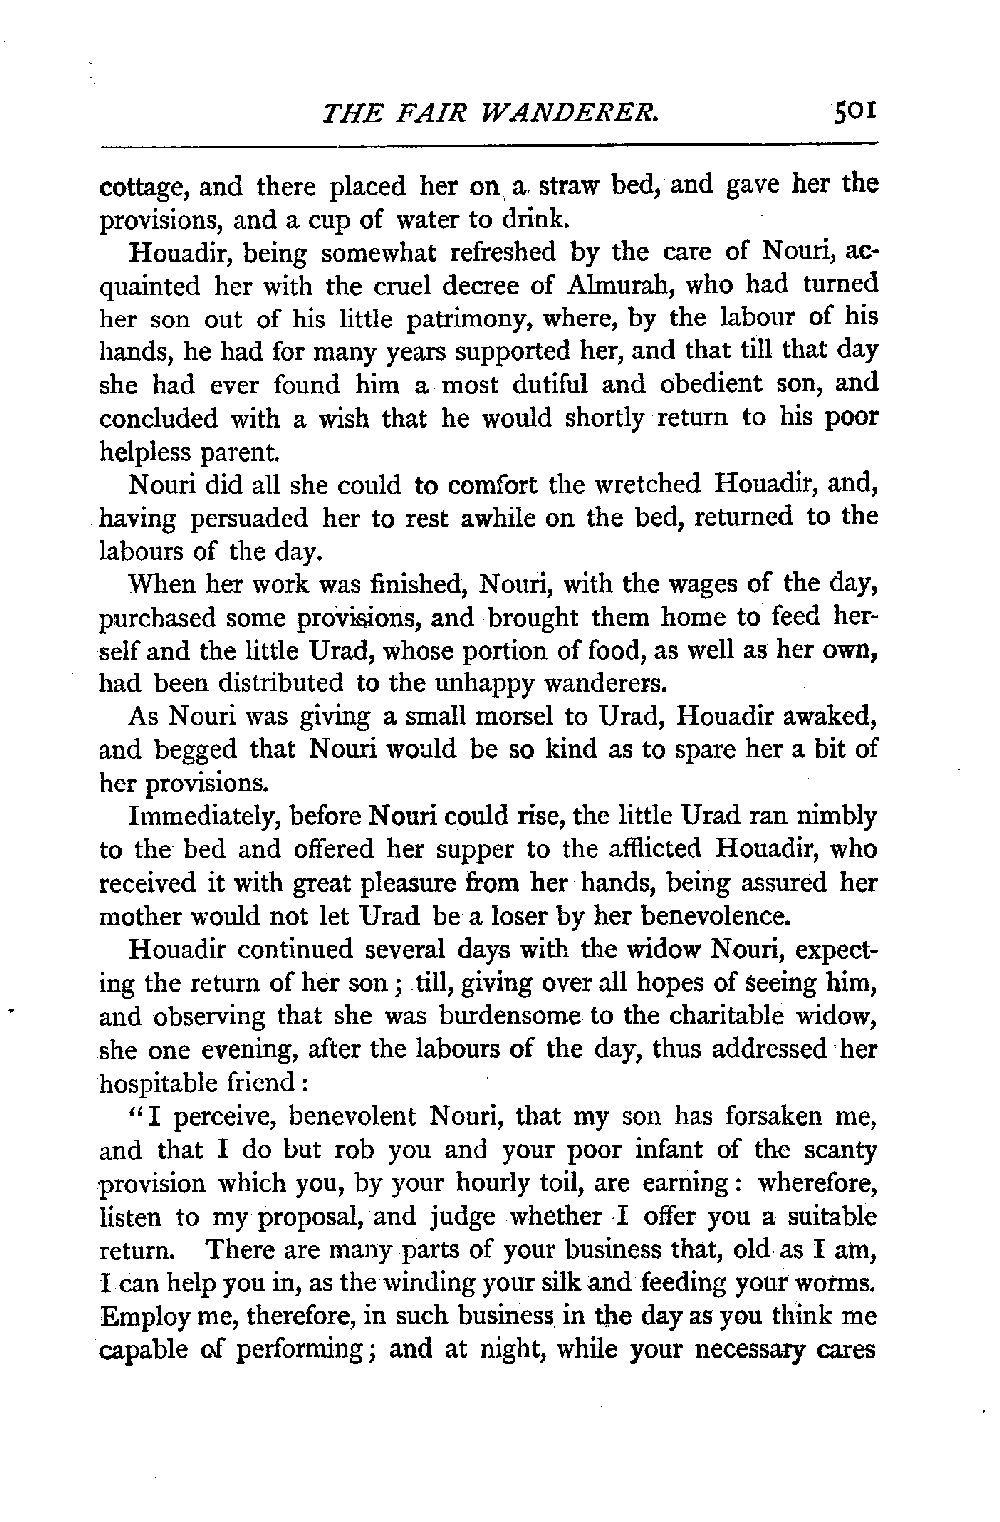 THE FAIR WANDERER. 501
cottage, and there placed her on a straw bed, and gave her the
provisions, and a cup of water to drink.
Houadir, being somewhat refreshed by the care of Nouri, ac-
quainted her with the cruel decree of Almurah, who had turned
her son out of his little patrimony, where, by the labour of his
hands, he had for many years supported her, and that till that day
she had ever found him a most dutiful and obedient son, and
concluded with a wish that he would shortly return to his poor
helpless parent.
Nouri did all she could to comfort the wretched Houadir, and,
having persuaded her to rest awhile on the bed, returned to the
labours of the day.
When her work was finished, Nouri, with the wages of the day,
purchased some provisions, and brought them home to feed her-
self and the little Urad, whose portion of food, as well as her own,
had been distributed to the unhappy wanderers.
As Nouri was giving a small morsel to Urad, Houadir awaked,
and begged that Nouri would be so kind as to spare her a bit of
her provisions.
Immediately, before Nouri could rise, the little Urad ran nimbly
to the bed and offered her supper to the afflicted Houadir, who
received it with great pleasure from her hands, being assured her
mother would not let Urad be a loser by her benevolence.
Houadir continued several days with the widow Nouri, expect-
ing the return of her son; till, giving over all hopes of seeing him,
and observing that she was burdensome to the charitable widow,
she one evening, after the labours of the day, thus addressed her
hospitable friend:
"I perceive, benevolent Nouri, that my son has forsaken me,
and that I do but rob you and your poor infant of the scanty
provision which you, by your hourly toil, are earning: wherefore,
listen to my proposal, and judge whether I offer you a suitable
return. There are many parts of your business that, old as I am,
I can help you in, as the winding your silk and feeding your worms.
Employ me, therefore, in such business in the day as you think me
capable of performing; and at night, while your necessary cares